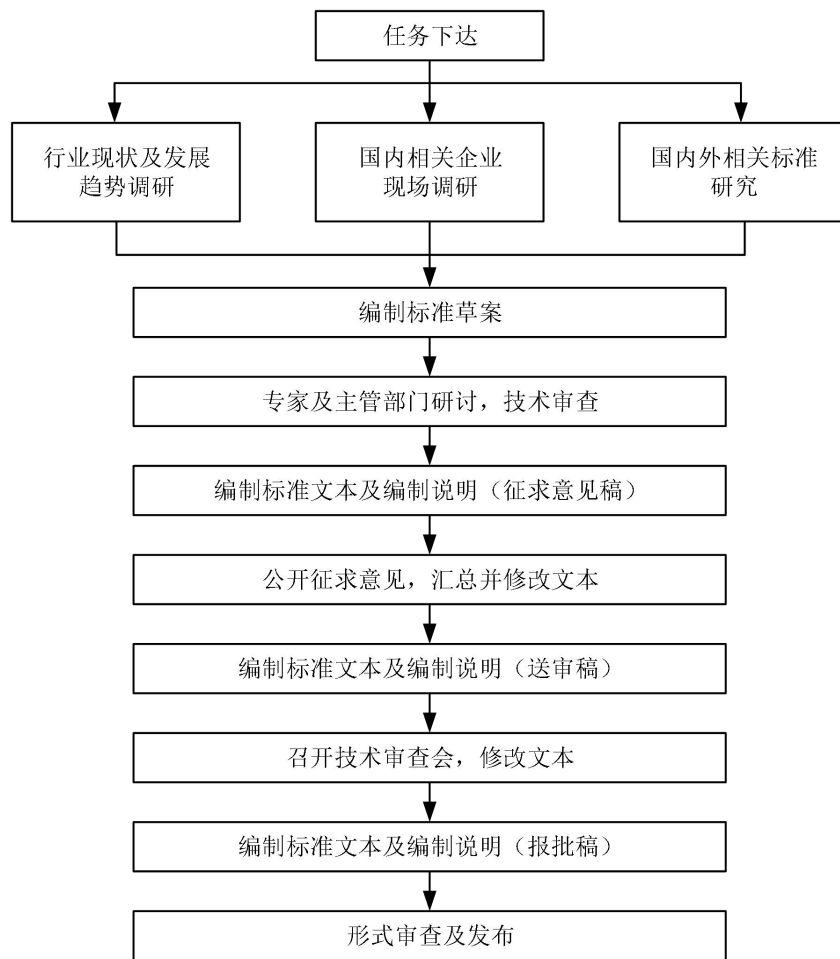 任务下达
行业现状及发展
趋势调研
国内相关企业
现场调研
国内外相关标准
研究
编制标准草案
专家及主管部门研讨，技术审查
编制标准文本及编制说明（征求意见稿）
公开征求意见，汇总并修改文本
编制标准文本及编制说明（送审稿）
召开技术审查会，修改文本
编制标准文本及编制说明（报批稿）
形式审查及发布